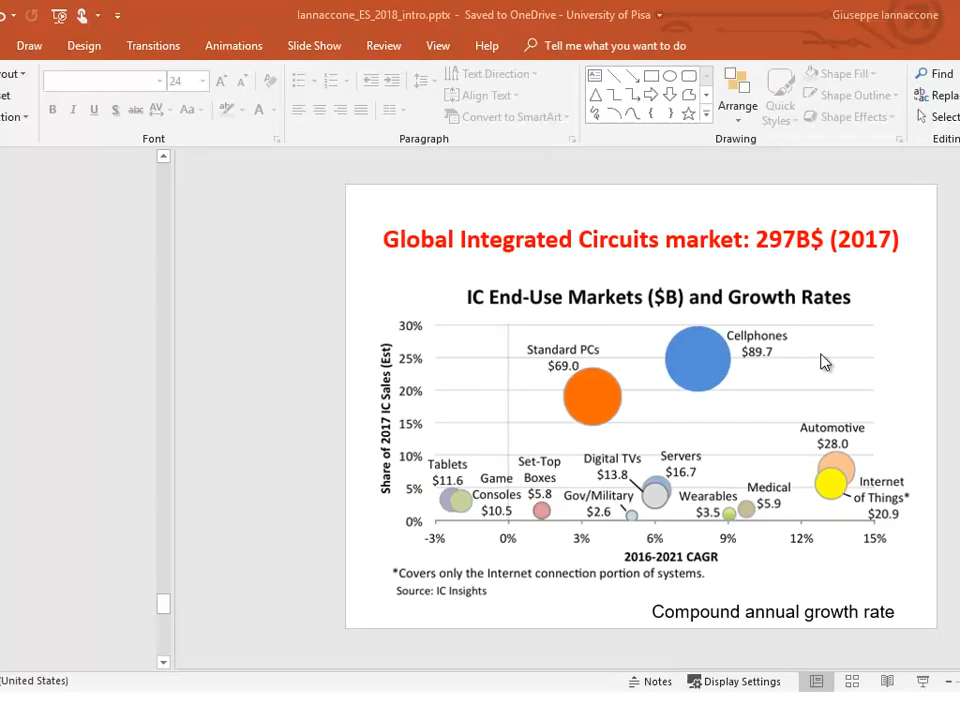 Iannaccone_ES_2018_intro.pptx - Saved to OneDrive - University of Pisa
Giuseppe Iannaccone
Draw Design Transitions Animations Slide Show Review View Help Tell me what you want to do
24
Text Direction
Align Text
Convert to SmartArt
Arrange
Quick
Styles
Shape Fill
Shape Outline
Shape Effects
Find
Select
Font
Paragraph
Drawing
Global Integrated Circuits market: 297B$ (2017)
IC End-Use Markets ($B) and Growth Rates
Share of 2017 IC Sales (Est)
30%
25%
20%
15%
10%
5%
0%
Standard PCs
$69.0
Cellphones
$89.7
Automotive
$28.0
Tablets
$11.6
Game
Consoles
$10.5
Set-Top
Boxes
$5.8
Digital TVs
$13.8
Gov/Military
$2.6
Servers
$16.7
Wearables
$3.5
Medical
$5.9
Internet
of Things*
$20.9
-3% 0% 3% 6% 9% 12% 15%
2016-2021 CAGR
*Covers only the Internet connection portion of systems.
Source: IC Insights
Compound annual growth rate
(United States)
Notes
Display Settings